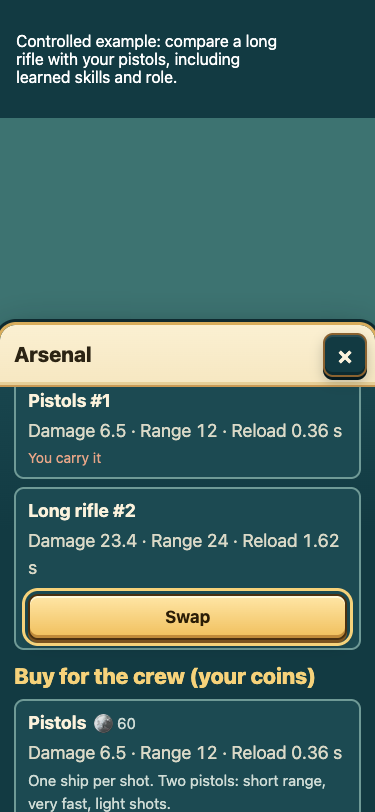 Controlled example: compare a long
rifle with your pistols, including
learned skills and role.
Arsenal
×
Pistols #1
Damage 6.5 · Range 12 · Reload 0.36 s
You carry it
Long rifle #2
Damage 23.4 · Range 24 · Reload 1.62
s
Swap
Buy for the crew (your coins)
Pistols 60
Damage 6.5 · Range 12 · Reload 0.36 s
One ship per shot. Two pistols: short range,
very fast, light shots.